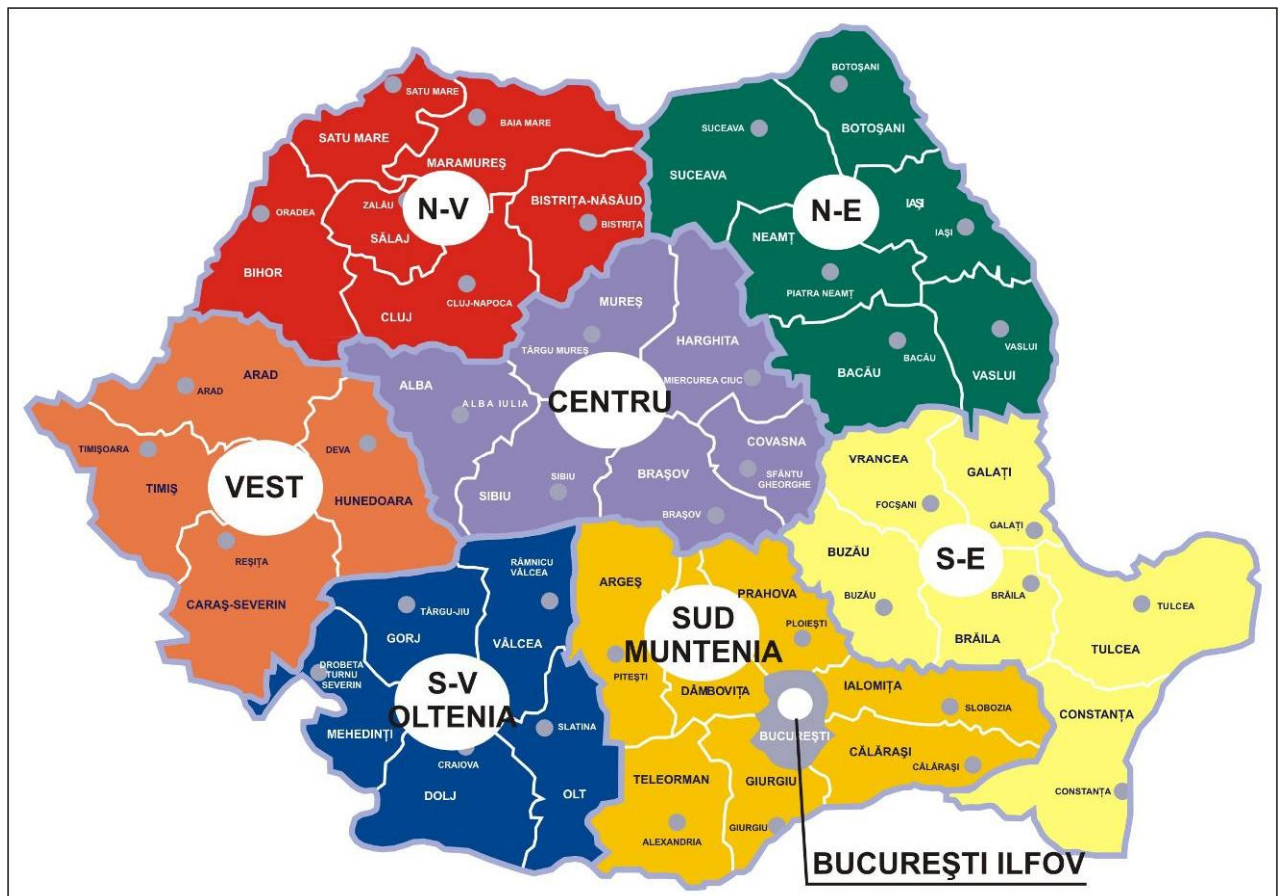 SATU MARE
SATU MARE
BAIA MARE
MARAMUREŞ
ORADEA
BIHOR
ZALĂU
SĂLAJ
N-V
BISTRIŢA-NĂSĂUD
BISTRIŢA
CLUJ-NAPOCA
CLUJ
BOTOŞANI
BOTOŞANI
SUCEAVA
SUCEAVA
N-E
IAŞI
IAŞI
NEAMŢ
PIATRA NEAMŢ
BACĂU
BACĂU
VASLUI
VASLUI
MUREŞ
TÂRGU MUREŞ
HARGHITA
MIERCUREA CIUC
ALBA
ALBA IULIA
CENTRU
COVASNA
SFÂNTU
GHEORGHE
SIBIU
SIBIU
BRAŞOV
BRAŞOV
ARAD
ARAD
TIMIŞOARA
TIMIŞ
DEVA
HUNEDOARA
VEST
REŞIŢA
CARAŞ-SEVERIN
VRANCEA
FOCŞANI
GALAŢI
GALAŢI
BUZĂU
BUZĂU
S-E
BRĂILA
BRĂILA
TULCEA
TULCEA
CONSTANŢA
CONSTANŢA
RÂMNICU
VÂLCEA
TÂRGU-JIU
GORJ
VÂLCEA
DROBETA
TURNU
SEVERIN
MEHEDINŢI
S-V
OLTENIA
SLATINA
CRAIOVA
DOLJ
OLT
ARGEŞ
PRAHOVA
PLOIEŞTI
SUD
MUNTENIA
PITEŞTI
DÂMBOVIŢA
IALOMIŢA
SLOBOZIA
BUCUREŞTI
CĂLĂRAŞI
CĂLĂRAŞI
TELEORMAN
ALEXANDRIA
GIURGIU
GIURGIU
BUCUREŞTI ILFOV